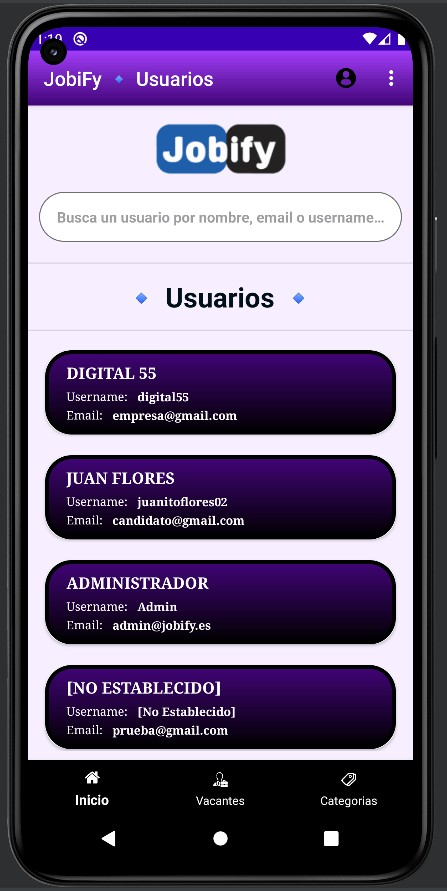 1:19
JobiFy 🔹 Usuarios
Jobify
Busca un usuario por nombre, email o username...
🔹 Usuarios 🔹
DIGITAL 55
Username: digital55
Email: empresa@gmail.com
JUAN FLORES
Username: juanitoflores02
Email: candidato@gmail.com
ADMINISTRADOR
Username: Admin
Email: admin@jobify.es
[NO ESTABLECIDO]
Username: [No Establecido]
Email: prueba@gmail.com
Inicio
Vacantes
Categorias